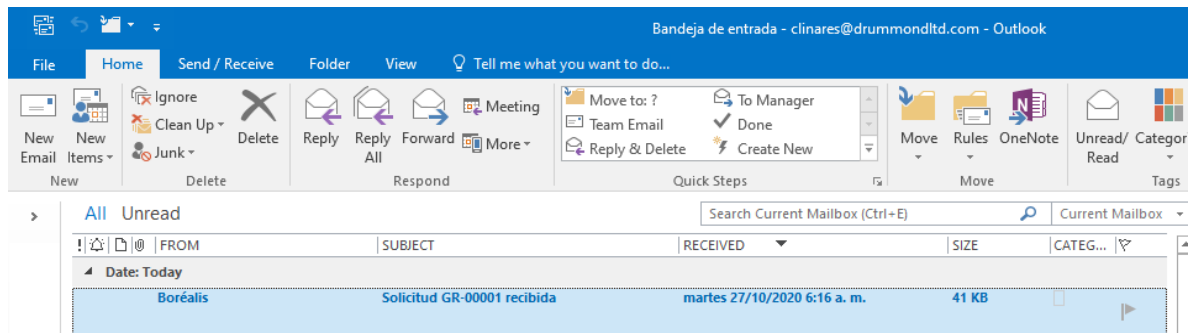 Bandeja de entrada - clinares@drummondltd.com - Outlook
File Home Send / Receive Folder View Tell me what you want to do...
New Email
New Items
Ignore
Clean Up
Junk
Delete
Reply
Reply All
Forward
Meeting
More
Move to: ?
Team Email
Reply & Delete
To Manager
Done
Create New
Move
Rules
OneNote
Unread/ Read
Categor
New Delete Respond Quick Steps Move Tags
All Unread Search Current Mailbox (Ctrl+E) Current Mailbox
! FROM SUBJECT RECEIVED SIZE CATEG...
Date: Today
Boréalis Solicitud GR-00001 recibida martes 27/10/2020 6:16 a. m. 41 KB